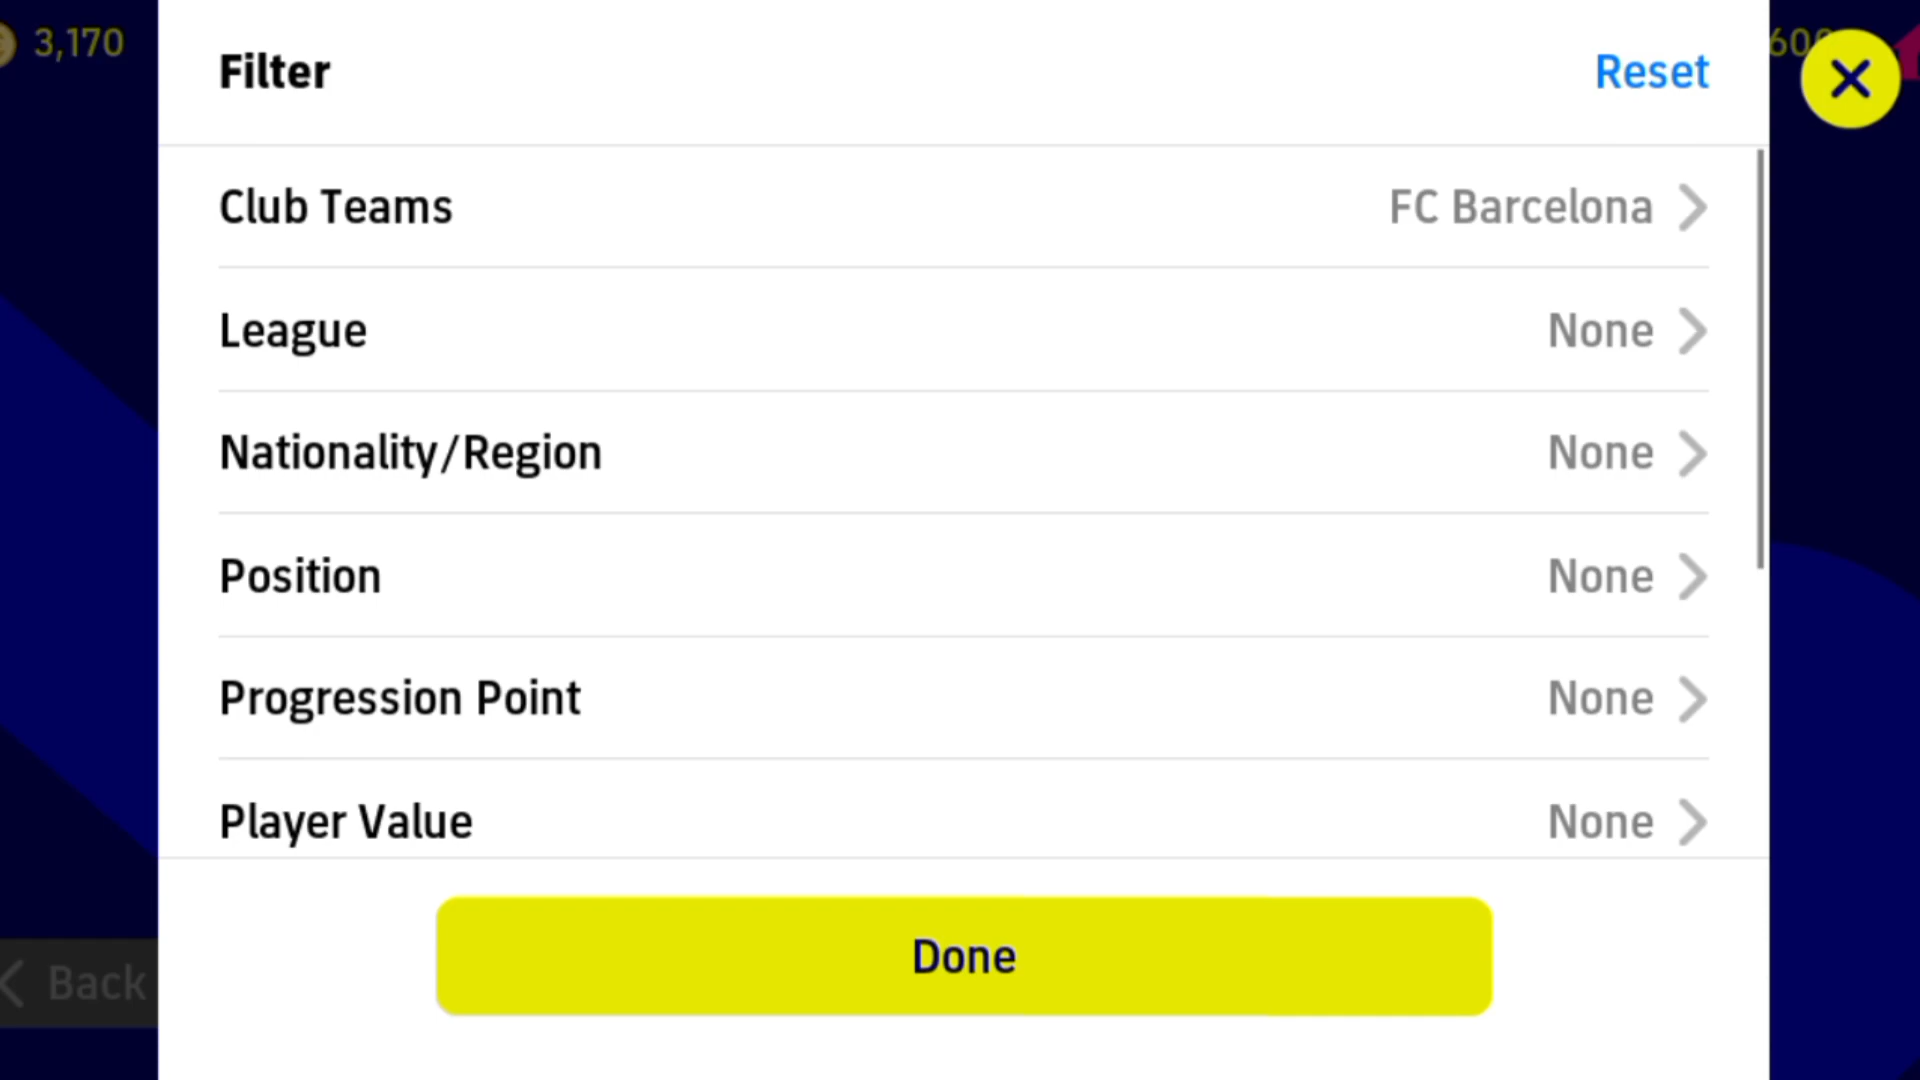 3,170
Filter
Reset
Club Teams
FC Barcelona
League
None
Nationality/Region
None
Position
None
Progression Point
None
Player Value
None
Done
Back